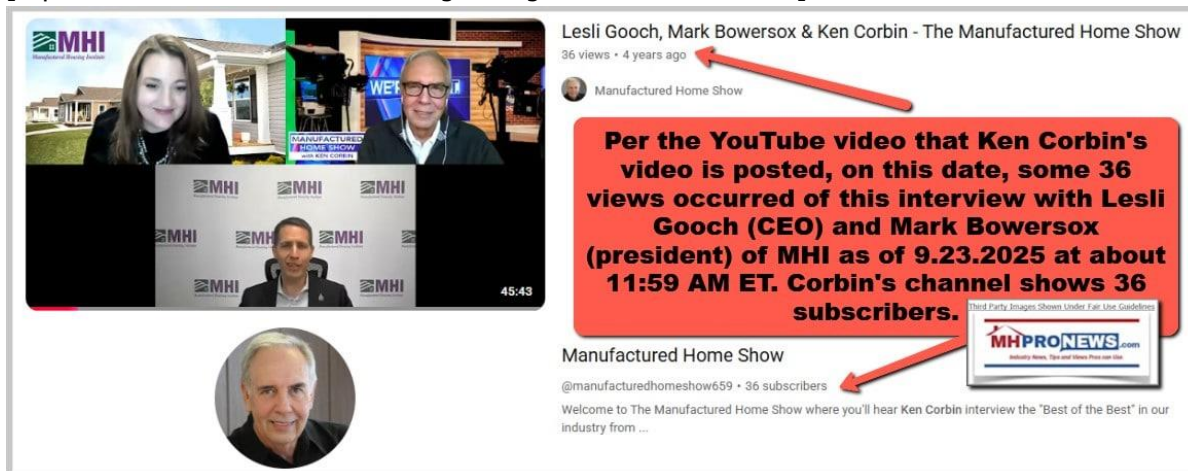 MHI
Manufactured Housing Institute
WE'RE
MANUFACTURED
HOME SHOW
with KEN CORBIN
MHI
MHI
MHI
MHI
MHI
MHI
MHI
45:43
Lesli Gooch, Mark Bowersox & Ken Corbin - The Manufactured Home Show
36 views • 4 years ago
Manufactured Home Show
Per the YouTube video that Ken Corbin's
video is posted, on this date, some 36
views occurred of this interview with Lesli
Gooch (CEO) and Mark Bowersox
(president) of MHI as of 9.23.2025 at about
11:59 AM ET. Corbin's channel shows 36
subscribers.
Third Party Images Shown Under Fair Use Guidelines
MHPRONEWS.com
Industry News, Tips and Views Pros can Use
Manufactured Home Show
@manufacturedhomeshow659 • 36 subscribers
Welcome to The Manufactured Home Show where you'll hear Ken Corbin interview the "Best of the Best" in our
industry from ...